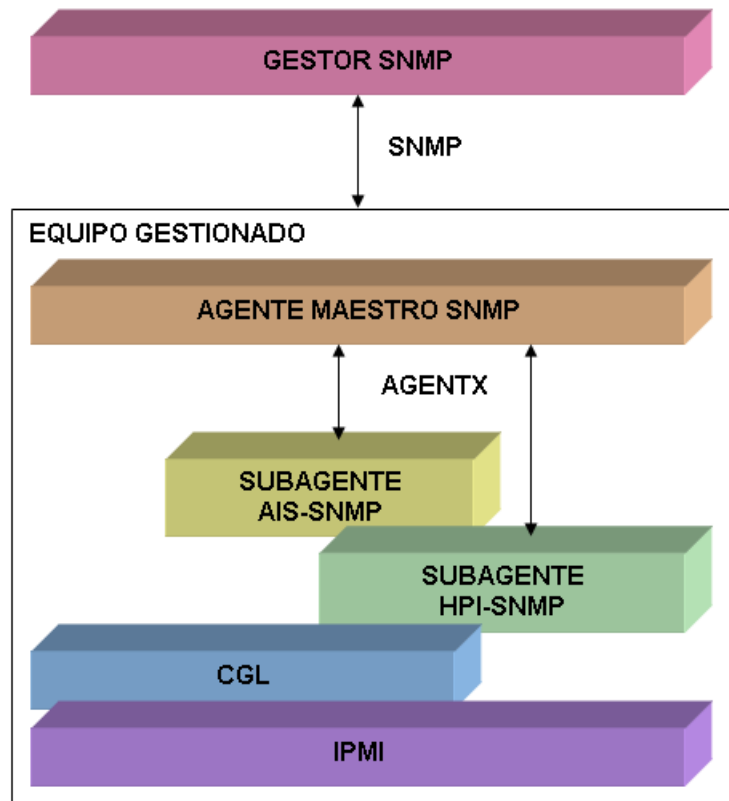 GESTOR SNMP
SNMP
EQUIPO GESTIONADO
AGENTE MAESTRO SNMP
AGENTX
SUBAGENTE
AIS-SNMP
SUBAGENTE
HPI-SNMP
CGL
IPMI